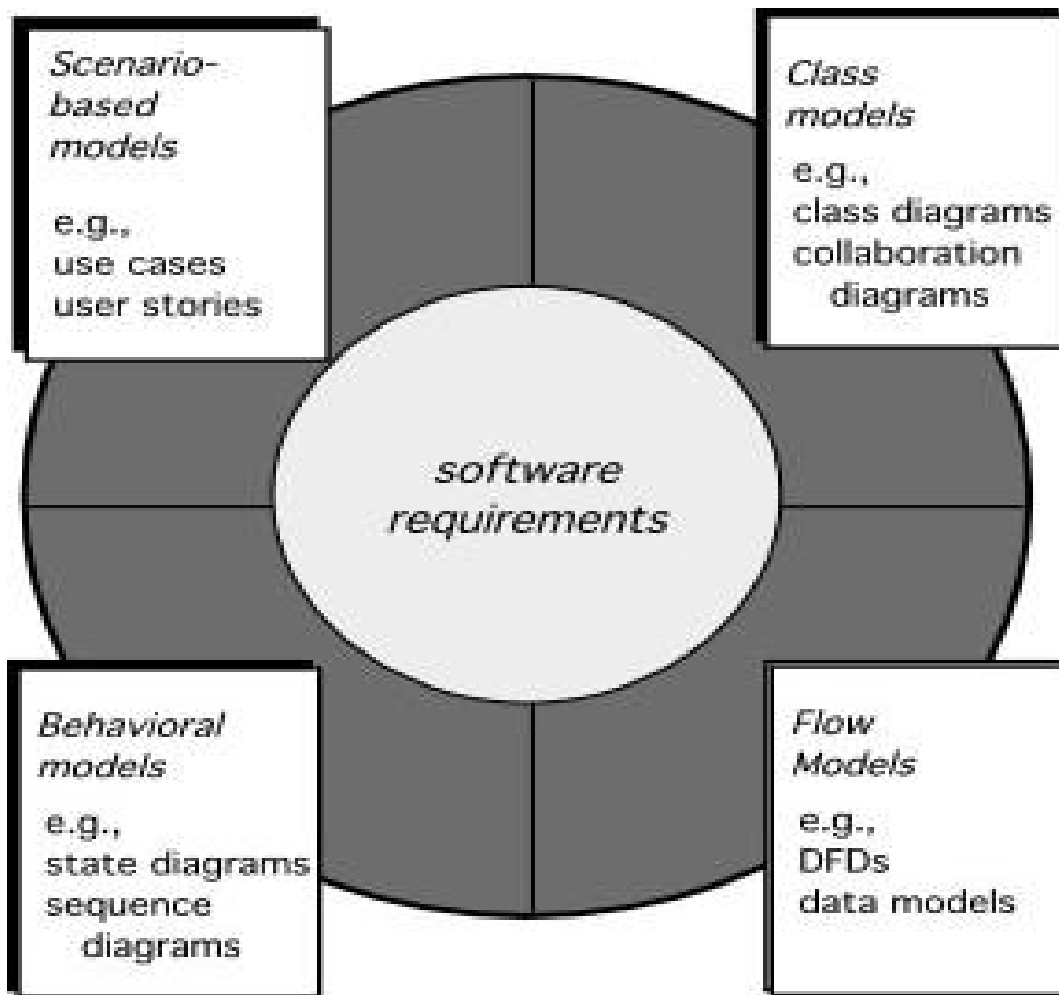 Scenario-
based
models
e.g.,
use cases
user stories
Class
models
e.g.,
class diagrams
collaboration
diagrams
software
requirements
Behavioral
models
e.g.,
state diagrams
sequence
diagrams
Flow
Models
e.g.,
DFDs
data models